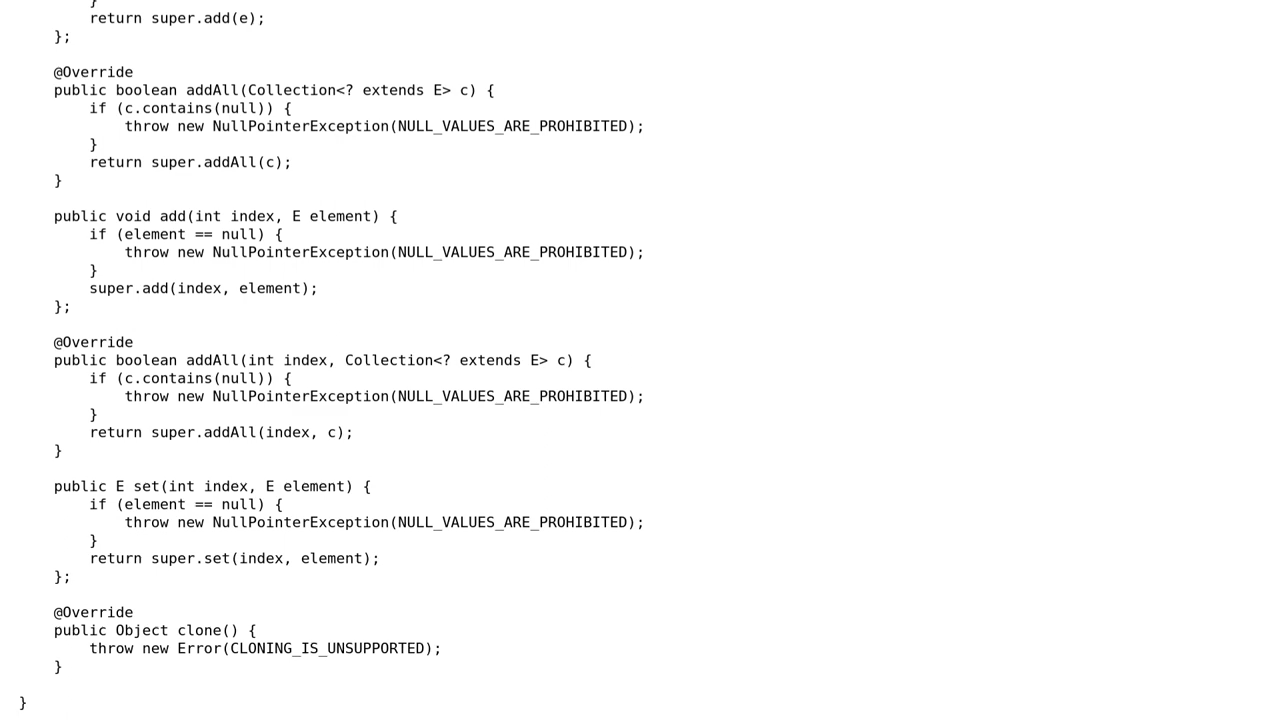 }
        return super.add(e);
    };

    @Override
    public boolean addAll(Collection<? extends E> c) {
        if (c.contains(null)) {
            throw new NullPointerException(NULL_VALUES_ARE_PROHIBITED);
        }
        return super.addAll(c);
    }

    public void add(int index, E element) {
        if (element == null) {
            throw new NullPointerException(NULL_VALUES_ARE_PROHIBITED);
        }
        super.add(index, element);
    };

    @Override
    public boolean addAll(int index, Collection<? extends E> c) {
        if (c.contains(null)) {
            throw new NullPointerException(NULL_VALUES_ARE_PROHIBITED);
        }
        return super.addAll(index, c);
    }

    public E set(int index, E element) {
        if (element == null) {
            throw new NullPointerException(NULL_VALUES_ARE_PROHIBITED);
        }
        return super.set(index, element);
    };

    @Override
    public Object clone() {
        throw new Error(CLONING_IS_UNSUPPORTED);
    }

}